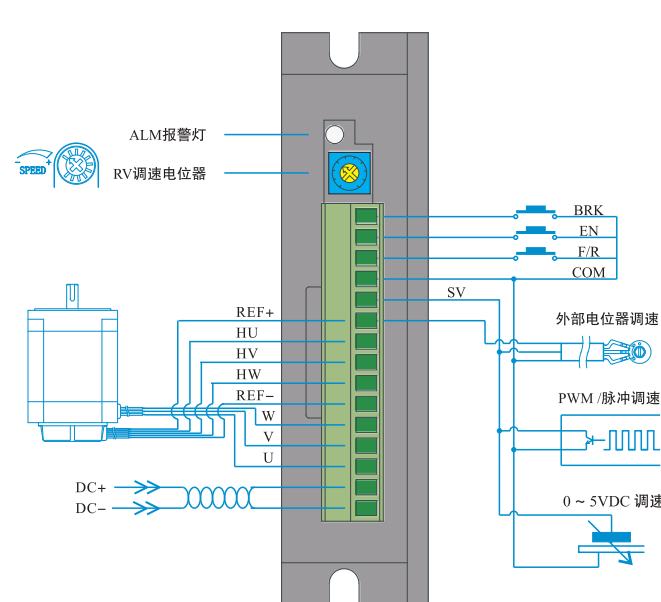 ALM报警灯
SPEED
- +
RV调速电位器
BRK
EN
F/R
COM
SV
REF+
HU
HV
HW
REF−
W
V
U
DC+
DC−
外部电位器调速
PWM /脉冲调速
0 ~ 5VDC 调速